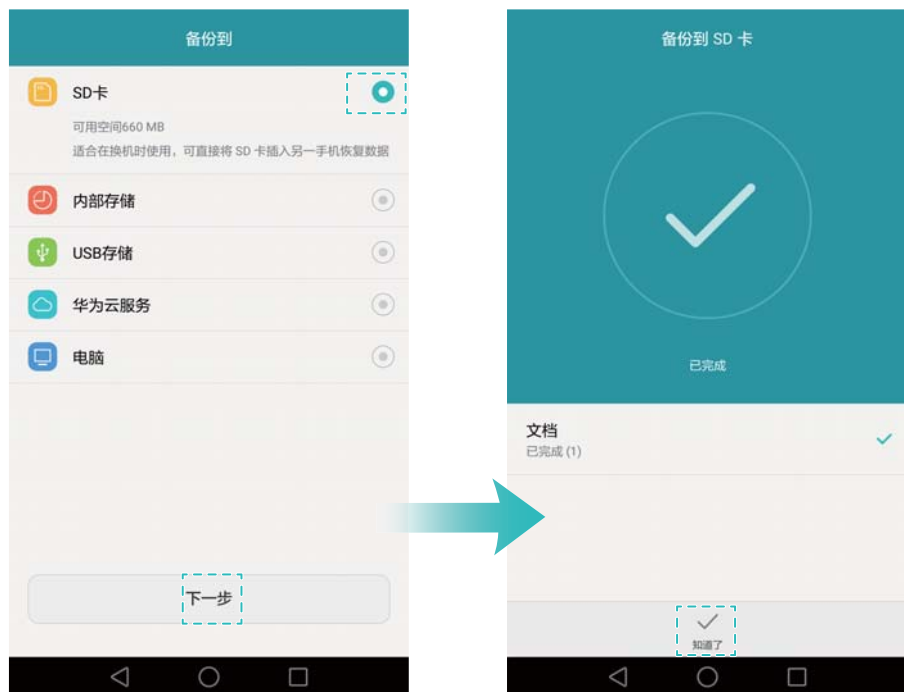 备份到
SD卡
可用空间660 MB
适合在换机时使用，可直接将 SD 卡插入另一手机恢复数据
内部存储
USB存储
华为云服务
电脑
下一步
备份到 SD 卡
已完成
文档
已完成 (1)
知道了